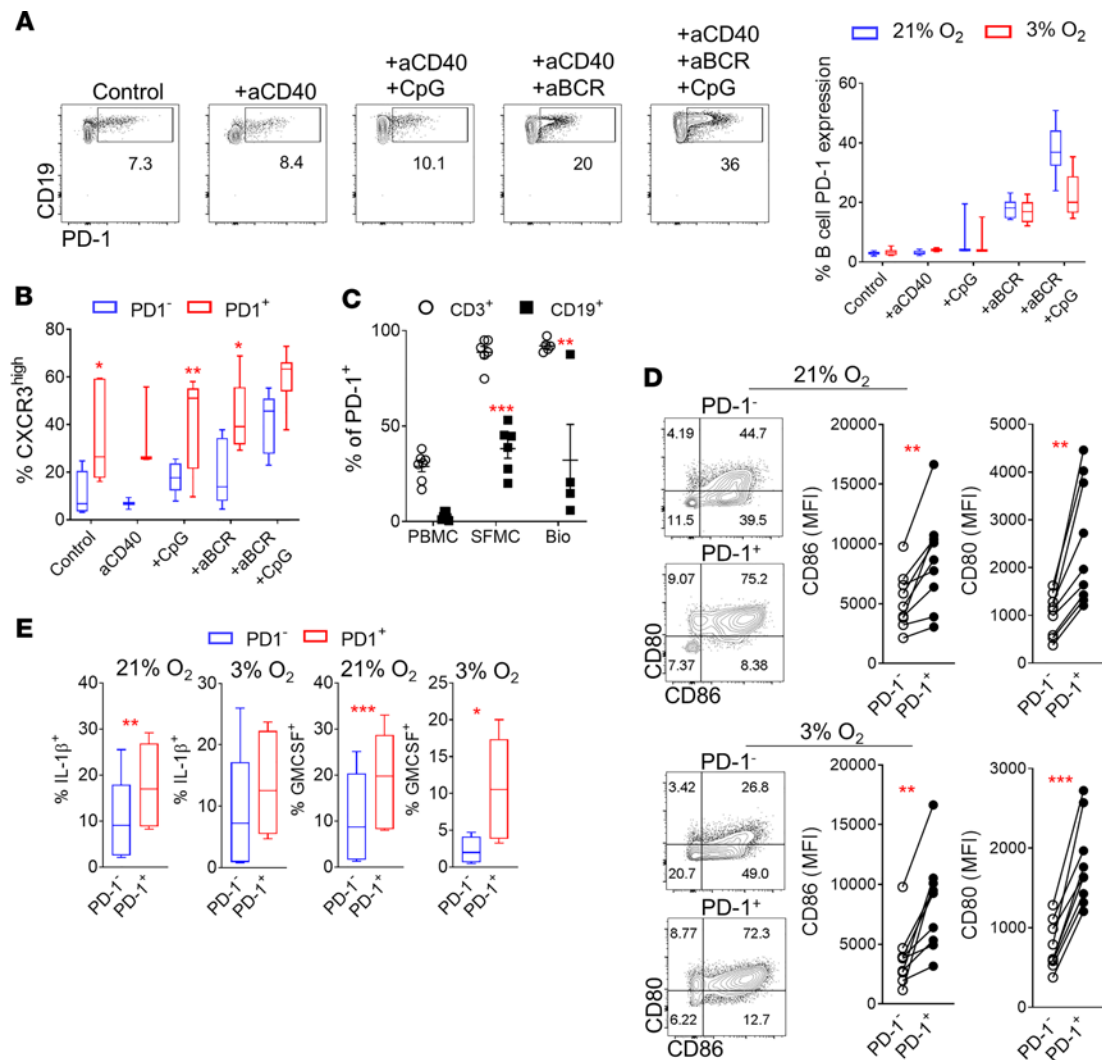 A
Control
+aCD40
+aCD40
+CpG
+aCD40
+aBCR
+aCD40
+aBCR
+CpG
7.3
8.4
10.1
20
36
CD19
PD-1
21% O₂
3% O₂
% B cell PD-1 expression
60
40
20
0
Control
+aCD40
+CpG
+aBCR
+aBCR
+CpG
B
PD1⁻
PD1⁺
% CXCR3ʰⁱᵍʰ
80
60
40
20
0
*
**
*
Control
aCD40
+CpG
+aBCR
+aBCR
+CpG
C
CD3⁺
CD19⁺
% of PD-1⁺
100
50
0
***
**
PBMC
SFMC
Bio
D
21% O₂
PD-1⁻
4.19
44.7
11.5
39.5
PD-1⁺
9.07
75.2
7.37
8.38
CD80
CD86
CD86 (MFI)
20000
15000
10000
5000
0
**
PD-1⁻
PD-1⁺
CD80 (MFI)
5000
4000
3000
2000
1000
0
**
PD-1⁻
PD-1⁺
3% O₂
PD-1⁻
3.42
26.8
20.7
49.0
PD-1⁺
8.77
72.3
6.22
12.7
CD80
CD86
CD86 (MFI)
20000
15000
10000
5000
0
**
PD-1⁻
PD-1⁺
CD80 (MFI)
3000
2000
1000
0
***
PD-1⁻
PD-1⁺
E
PD1⁻
PD1⁺
21% O₂
% IL-1β⁺
40
30
20
10
0
**
PD-1⁻
PD-1⁺
3% O₂
% IL-1β⁺
30
20
10
0
PD-1⁻
PD-1⁺
21% O₂
% GMCSF⁺
40
30
20
10
0
***
PD-1⁻
PD-1⁺
3% O₂
% GMCSF⁺
25
20
15
10
5
0
*
PD-1⁻
PD-1⁺